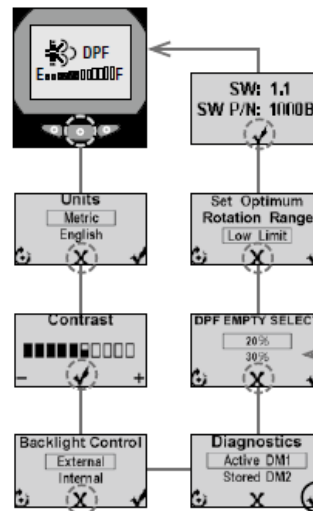 DPF
E F
SW: 1.1
SW P/N: 1000B
Units
Metric
English
Set Optimum
Rotation Range
Low Limit
Contrast
- +
DPF EMPTY SELECT
20%
30%
Backlight Control
External
Internal
Diagnostics
Active DM1
Stored DM2